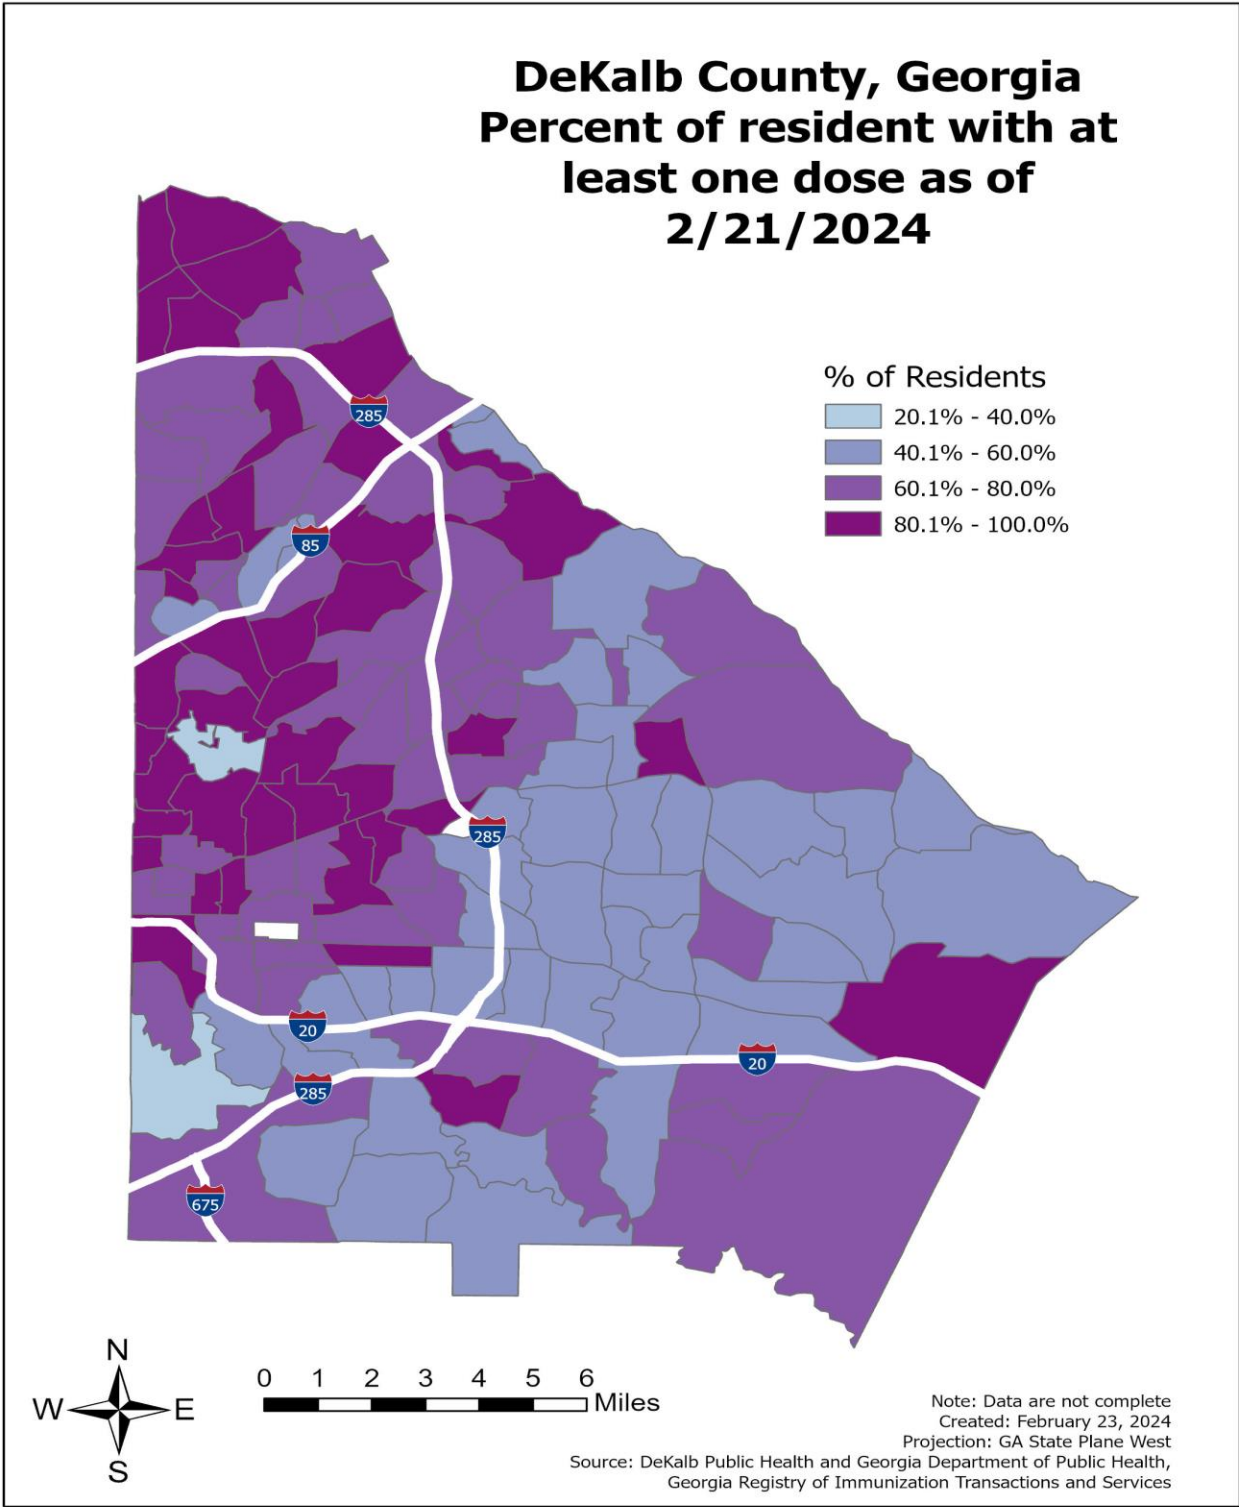 DeKalb County, Georgia
Percent of resident with at
least one dose as of
2/21/2024
% of Residents
20.1% - 40.0%
40.1% - 60.0%
60.1% - 80.0%
80.1% - 100.0%
285
85
285
20
20
285
675
N
W E
S
0 1 2 3 4 5 6
Miles
Note: Data are not complete
Created: February 23, 2024
Projection: GA State Plane West
Source: DeKalb Public Health and Georgia Department of Public Health,
Georgia Registry of Immunization Transactions and Services